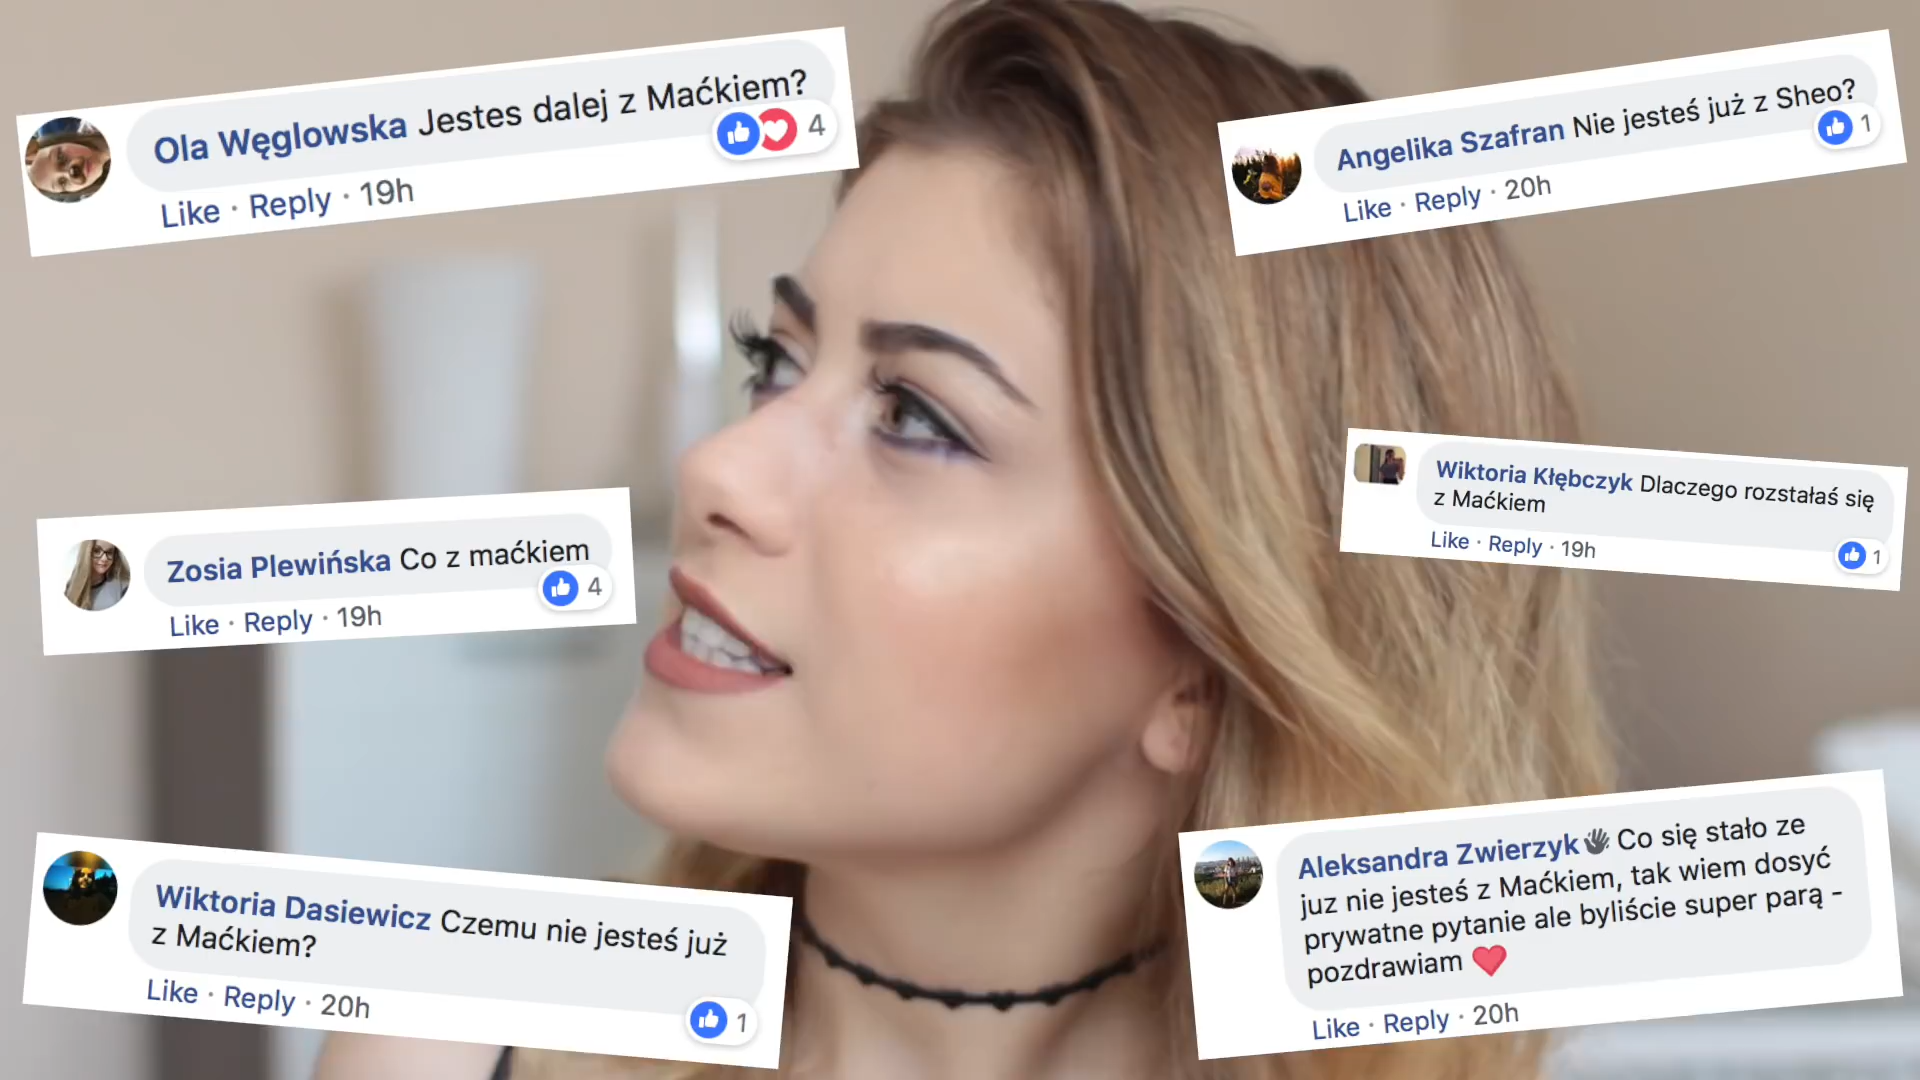 Ola Węglowska Jestes dalej z Maćkiem?
4
Like · Reply · 19h
Angelika Szafran Nie jesteś już z Sheo?
1
Like · Reply · 20h
Zosia Plewińska Co z maćkiem
4
Like · Reply · 19h
Wiktoria Kłębczyk Dlaczego rozstałaś się
z Maćkiem
Like · Reply · 19h
1
Wiktoria Dasiewicz Czemu nie jesteś już
z Maćkiem?
Like · Reply · 20h
1
Aleksandra Zwierzyk👋 Co się stało ze
juz nie jesteś z Maćkiem, tak wiem dosyć
prywatne pytanie ale byliście super parą -
pozdrawiam ❤️
Like · Reply · 20h